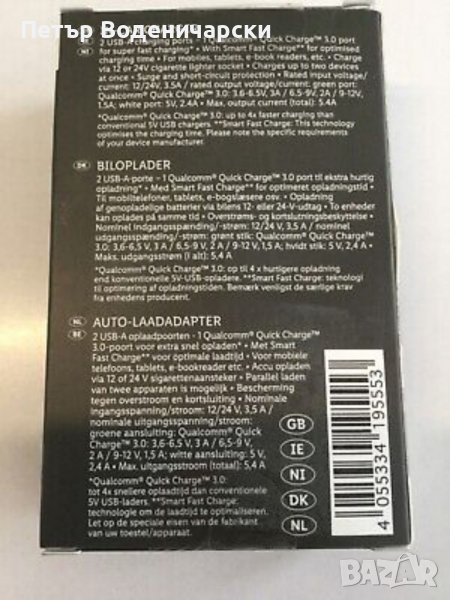 Петър Воденичарски
2 USB-A charging ports • 1 Qualcomm® Quick Charge™ 3.0 port
for super fast charging* • With Smart Fast Charge** for optimised
charging time • For mobiles, tablets, e-book readers, etc. • Charge
via 12 or 24V cigarette lighter socket • Charges up to two devices
at once • Surge and short-circuit protection • Rated input voltage/
current: 12/24V, 3.5A / rated output voltage/current: green port:
Qualcomm® Quick Charge™ 3.0: 3.6-6.5V, 3A / 6.5-9V, 2A / 9-12V,
1.5A; white port: 5V, 2.4A • Max. output current (total): 5.4A
*Qualcomm® Quick Charge™ 3.0: up to 4x faster charging than
conventional 5V USB chargers. **Smart Fast Charge: This technology
optimises the charging time. Please note the specific requirements
of your device manufacturer.
DK
BILOPLADER
2 USB-A-porte • 1 Qualcomm® Quick Charge™ 3.0 port til ekstra hurtig
opladning* • Med Smart Fast Charge** for optimeret opladningstid •
Til mobiltelefoner, tablets, e-bogslæsere osv. • Opladning
af genopladelige batterier via bilens 12- eller 24-V-udtag • To enheder
kan oplades på samme tid • Overstrøms- og kortslutningsbeskyttelse •
Nominel indgangsspænding/-strøm: 12/24 V, 3,5 A / nominel
udgangsspænding/-strøm: grønt stik: Qualcomm® Quick Charge™
3.0: 3,6-6,5 V, 3 A / 6,5-9 V, 2 A / 9-12 V, 1,5 A; hvidt stik: 5 V, 2,4 A •
Maks. udgangsstrøm (i alt): 5,4 A
*Qualcomm® Quick Charge™ 3.0: op til 4 x hurtigere opladning
end konventionelle 5V USB-opladere. **Smart Fast Charge: teknologi
til optimering af opladningstiden. Bemærk venligst de særlige krav
fra enhedens producent.
NL
BE
AUTO-LAADADAPTER
2 USB-A oplaadpoorten • 1 Qualcomm® Quick Charge™
3.0-poort voor extra snel opladen* • Met Smart
Fast Charge** voor optimale laadtijd • Voor mobiele
telefoons, tablets, e-bookreader etc. • Accu opladen
via 12 of 24 V sigarettenaansteker • Parallel laden
van twee apparaten is mogelijk • Bescherming
tegen overstroom en kortsluiting • Nominale
ingangsspanning/stroom: 12/24 V, 3,5 A /
nominale uitgangsspanning/-stroom:
groene aansluiting: Qualcomm® Quick
Charge™ 3.0: 3,6-6,5 V, 3 A / 6,5-9 V,
2 A / 9-12 V, 1,5 A; witte aansluiting: 5 V,
2,4 A • Max. uitgangsstroom (totaal): 5,4 A
*Qualcomm® Quick Charge™ 3.0:
tot 4x snellere oplaadtijd dan conventionele
5V USB-laders. **Smart Fast Charge:
technologie om de laadtijd te optimaliseren.
Let op de speciale eisen van de fabrikant
van uw toestel/apparaat.
GB
IE
NI
DK
NL
4 055334 195553
BAZAR